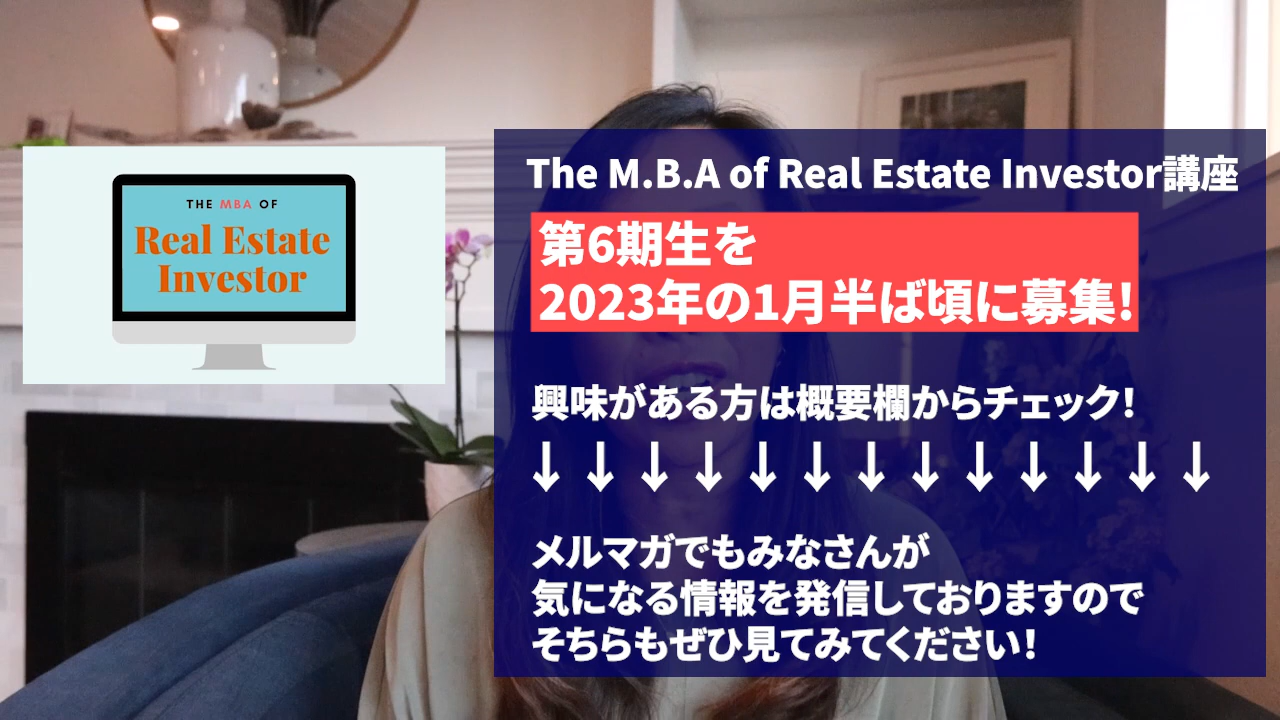 THE MBA OF
Real Estate
Investor
The M.B.A of Real Estate Investor講座
第6期生を
2023年の1月半ば頃に募集!
興味がある方は概要欄からチェック!
↓ ↓ ↓ ↓ ↓ ↓ ↓ ↓ ↓ ↓ ↓ ↓ ↓
メルマガでもみなさんが
気になる情報を発信しておりますので
そちらもぜひ見てみてください!